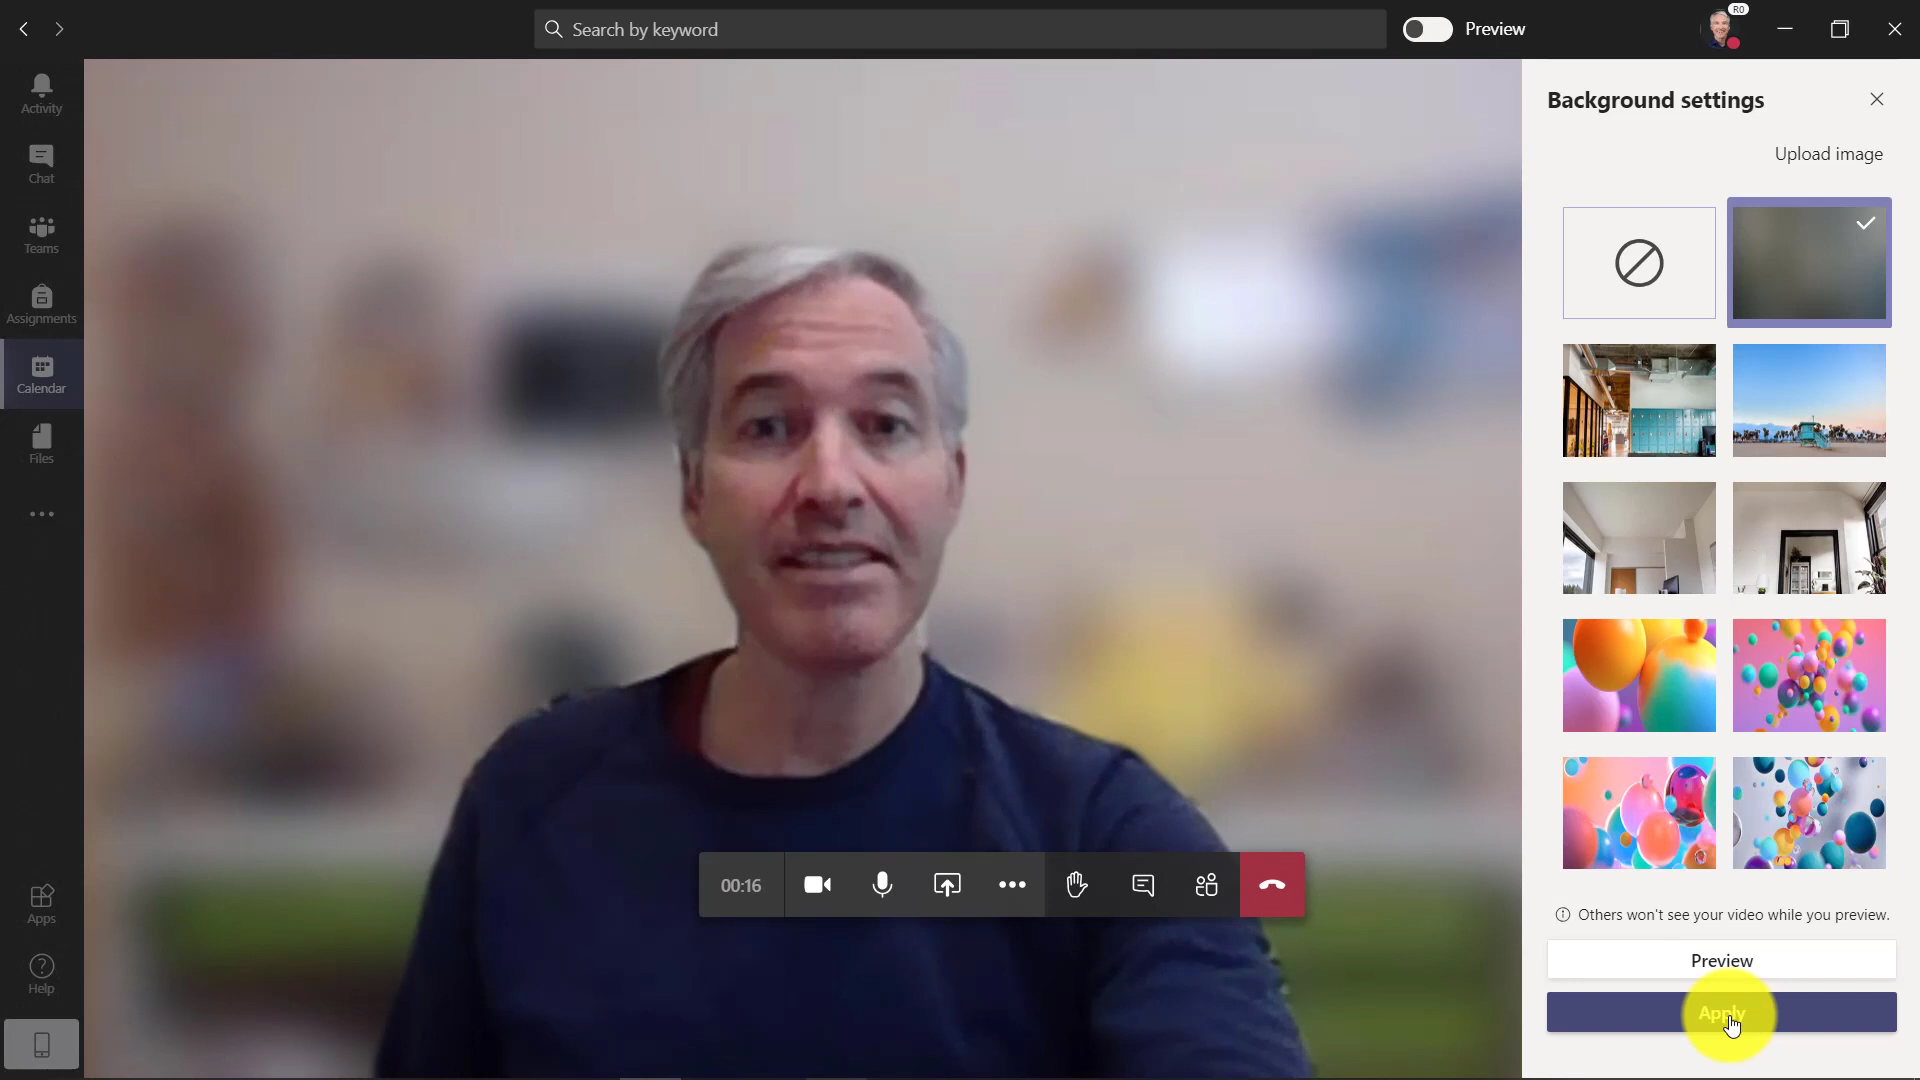 Search by keyword
Preview
R0
Activity
Chat
Teams
Assignments
Calendar
Files
Apps
Help
00:16
Background settings
Upload image
Others won't see your video while you preview.
Preview
Apply